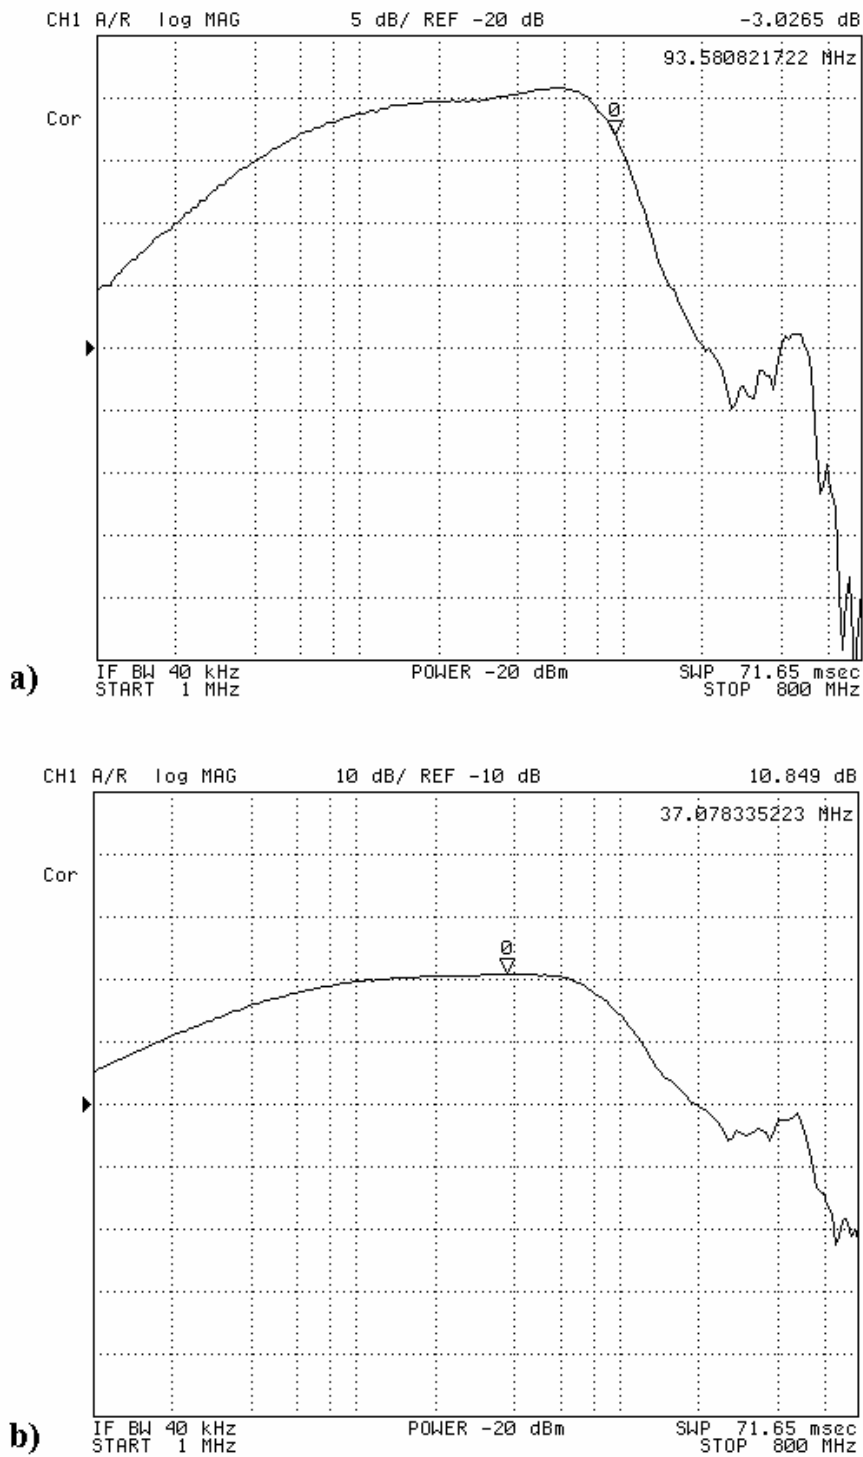 CH1 A/R log MAG 5 dB/ REF -20 dB -3.0265 dB
93.580821722 MHz
Cor
0
a)
IF BW 40 kHz POWER -20 dBm SWP 71.65 msec
START 1 MHz STOP 800 MHz
CH1 A/R log MAG 10 dB/ REF -10 dB 10.849 dB
37.078335223 MHz
Cor
0
b)
IF BW 40 kHz POWER -20 dBm SWP 71.65 msec
START 1 MHz STOP 800 MHz